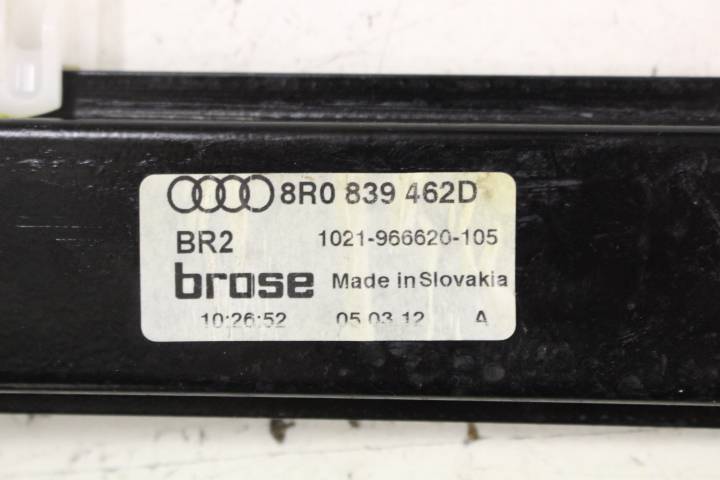 8R0 839 462D
BR2 1021-966620-105
brose Made in Slovakia
10:26:52 05.03.12 A